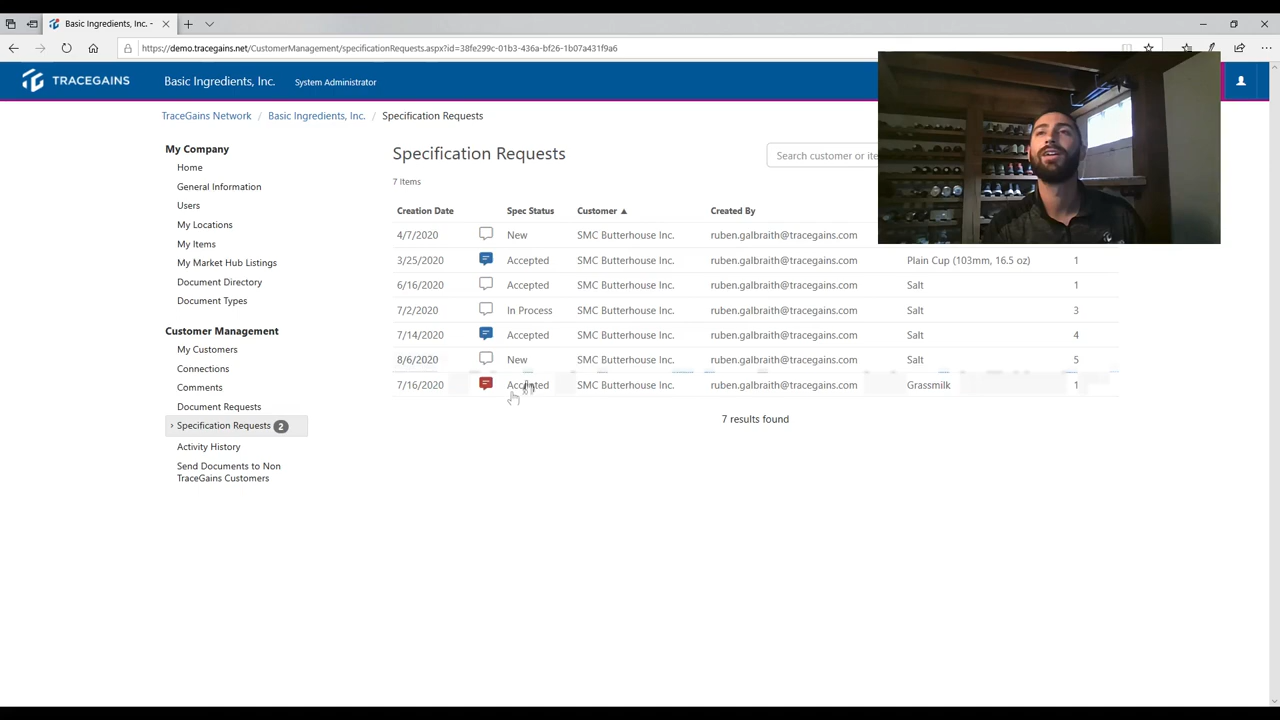 Basic Ingredients, Inc. -
https://demo.tracegains.net/CustomerManagement/specificationRequests.aspx?id=38fe299c-01b3-436a-bf26-1b07a431f9a6
TRACEGAINS
Basic Ingredients, Inc.
System Administrator
TraceGains Network / Basic Ingredients, Inc. / Specification Requests
My Company
Home
General Information
Users
My Locations
My Items
My Market Hub Listings
Document Directory
Document Types
Customer Management
My Customers
Connections
Comments
Document Requests
› Specification Requests 2
Activity History
Send Documents to Non
TraceGains Customers
Specification Requests
Search customer or ite
7 Items
Creation Date Spec Status Customer ▲ Created By
4/7/2020 New SMC Butterhouse Inc. ruben.galbraith@tracegains.com
3/25/2020 Accepted SMC Butterhouse Inc. ruben.galbraith@tracegains.com Plain Cup (103mm, 16.5 oz) 1
6/16/2020 Accepted SMC Butterhouse Inc. ruben.galbraith@tracegains.com Salt 1
7/2/2020 In Process SMC Butterhouse Inc. ruben.galbraith@tracegains.com Salt 3
7/14/2020 Accepted SMC Butterhouse Inc. ruben.galbraith@tracegains.com Salt 4
8/6/2020 New SMC Butterhouse Inc. ruben.galbraith@tracegains.com Salt 5
7/16/2020 Accepted SMC Butterhouse Inc. ruben.galbraith@tracegains.com Grassmilk 1
7 results found